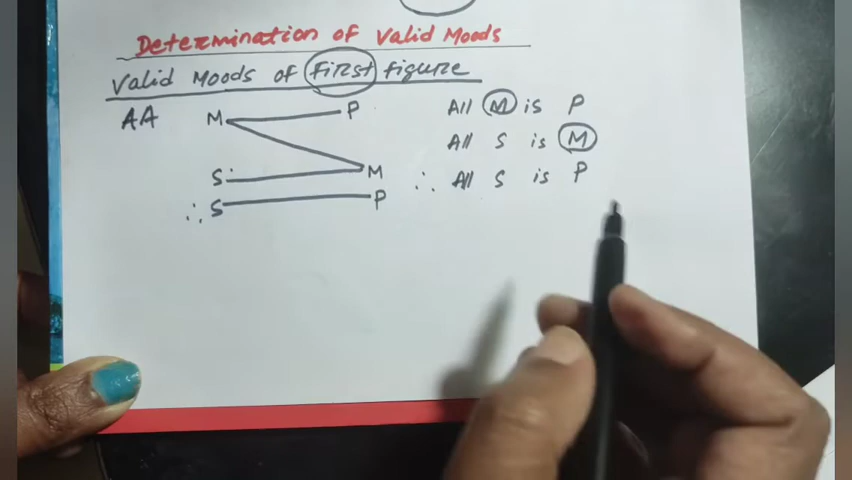 Determination of Valid Moods
Valid Moods of First figure
AA M P All M is P
S M All S is M
∴ S P ∴ All S is P